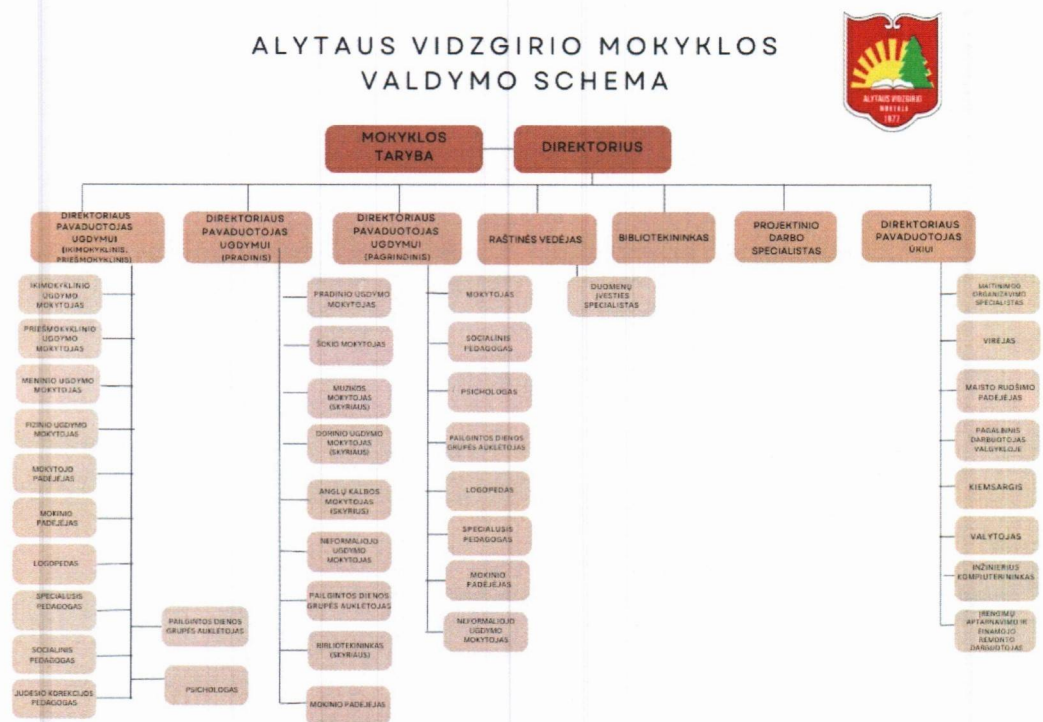 ALYTAUS VIDZGIRIO MOKYKLOS
VALDYMO SCHEMA
ALYTAUS VIDZGIRIO
MOKYKLA
1977
MOKYKLOS
TARYBA
DIREKTORIUS
DIREKTORIAUS
PAVADUOTOJAS
UGDYMUI
(IKIMOKYKLINIS,
PRIEŠMOKYKLINIS)
DIREKTORIAUS
PAVADUOTOJAS
UGDYMUI
(PRADINIS)
DIREKTORIAUS
PAVADUOTOJAS
UGDYMUI
(PAGRINDINIS)
RAŠTINĖS VEDĖJAS
BIBLIOTEKININKAS
PROJEKTINIO
DARBO
SPECIALISTAS
DIREKTORIAUS
PAVADUOTOJAS
ŪKIUI
IKIMOKYKLINIO
UGDYMO
MOKYTOJAS
PRIEŠMOKYKLINIO
UGDYMO
MOKYTOJAS
MENINIO UGDYMO
MOKYTOJAS
FIZINIO UGDYMO
MOKYTOJAS
MOKYTOJO
PADĖJĖJAS
MOKINIO
PADĖJĖJAS
LOGOPEDAS
SPECIALUSIS
PEDAGOGAS
SOCIALINIS
PEDAGOGAS
JUDESIO KOREKCIJOS
PEDAGOGAS
PAILGINTOS DIENOS
GRUPĖS AUKLĖTOJAS
PSICHOLOGAS
PRADINIO UGDYMO
MOKYTOJAS
ŠOKIO MOKYTOJAS
MUZIKOS
MOKYTOJAS
(SKYRIAUS)
DORINIO UGDYMO
MOKYTOJAS
(SKYRIAUS)
ANGLŲ KALBOS
MOKYTOJAS
(SKYRIUS)
NEFORMALIOJO
UGDYMO
MOKYTOJAS
PAILGINTOS DIENOS
GRUPĖS AUKLĖTOJAS
BIBLIOTEKININKAS
(SKYRIAUS)
MOKINIO PADĖJĖJAS
MOKYTOJAS
SOCIALINIS
PEDAGOGAS
PSICHOLOGAS
PAILGINTOS DIENOS
GRUPĖS AUKLĖTOJAS
LOGOPEDAS
SPECIALUSIS
PEDAGOGAS
MOKINIO
PADĖJĖJAS
NEFORMALIOJO
UGDYMO
MOKYTOJAS
DUOMENŲ
ĮVESTIES
SPECIALISTAS
MAITINIMO
ORGANIZAVIMO
SPECIALISTAS
VIRĖJAS
MAISTO RUOŠIMO
PADĖJĖJAS
PAGALBINIS
DARBUOTOJAS
VALGYKLOJE
KIEMSARGIS
VALYTOJAS
INŽINIERIUS
KOMPIUTERININKAS
ĮRENGIMŲ
APTARNAVIMO IR
EINAMOJO
REMONTO
DARBUOTOJAS